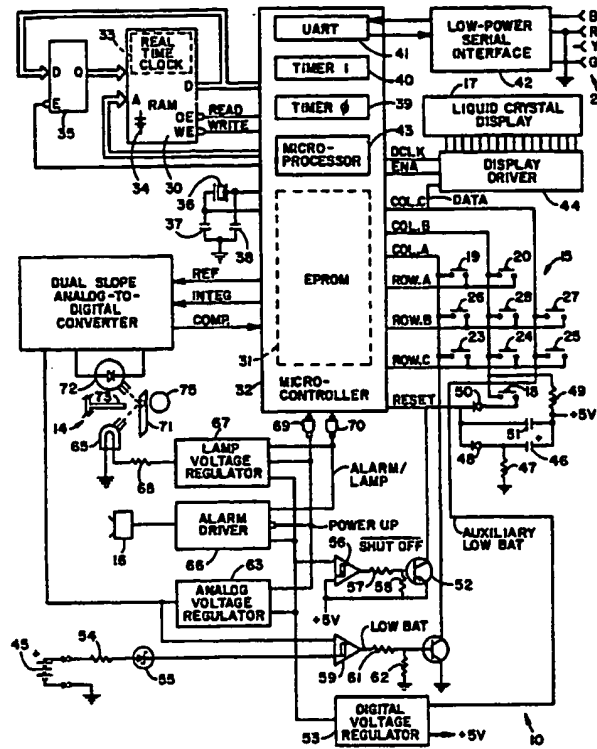 33
REAL
TIME
CLOCK
D Q
E
35
A RAM
D
OE READ
WE WRITE
34 30
UART
41
TIMER 1
40
TIMER ϕ
39
MICRO-
PROCESSOR
43
EPROM
31
32
MICRO-
CONTROLLER
LOW-POWER
SERIAL
INTERFACE
42
B
R
Y
G
2
17
LIQUID CRYSTAL
DISPLAY
DISPLAY
DRIVER
44
DCLK
ENA
COL.C
DATA
COL.B
COL.A
ROW.A
ROW.B
ROW.C
RESET
19 20 15
26 28 27
23 24 25
18 49
50
+5V
51
48 46
47
36
37 38
DUAL SLOPE
ANALOG-TO-
DIGITAL
CONVERTER
REF
INTEG
COMP.
72
73
75
14
65
71
68
67
LAMP
VOLTAGE
REGULATOR
69 70
ALARM/
LAMP
ALARM
DRIVER
66
16
POWER UP
63
ANALOG
VOLTAGE
REGULATOR
56 SHUT OFF
57 58 52
+5V
AUXILIARY
LOW BAT
45 + 54
55
LOW BAT
59 61 62
DIGITAL
VOLTAGE
REGULATOR
53
+5V
10